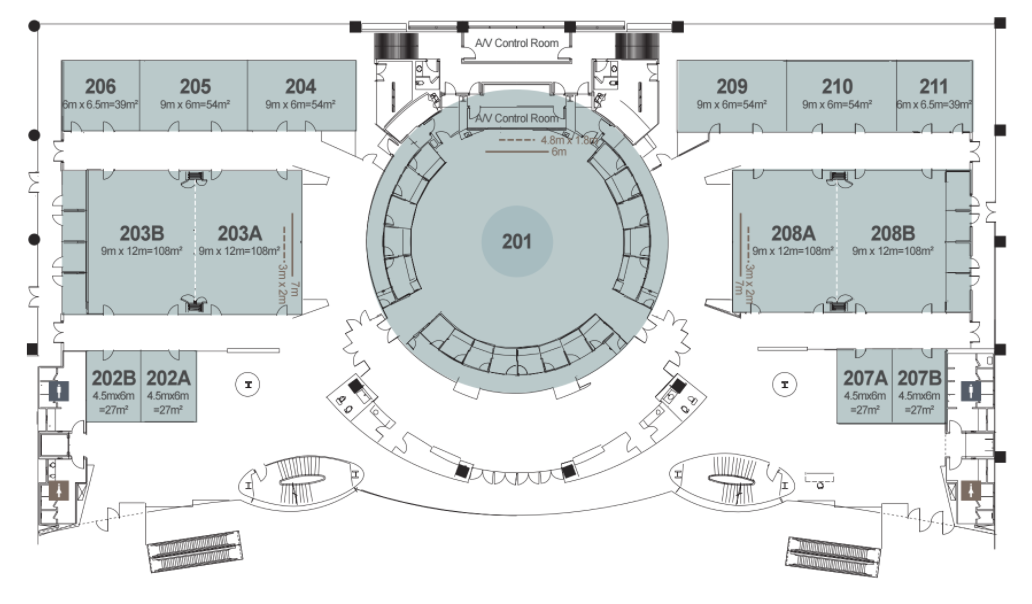 A/V Control Room
206
6m x 6.5m=39m²
205
9m x 6m=54m²
204
9m x 6m=54m²
209
9m x 6m=54m²
210
9m x 6m=54m²
211
6m x 6.5m=39m²
A/V Control Room
4.8m x 1.8m
6m
203B
9m x 12m=108m²
203A
9m x 12m=108m²
3m x 2m
7m
201
208A
9m x 12m=108m²
208B
9m x 12m=108m²
3m x 2m
7m
202B
4.5mx6m
=27m²
202A
4.5mx6m
=27m²
207A
4.5mx6m
=27m²
207B
4.5mx6m
=27m²